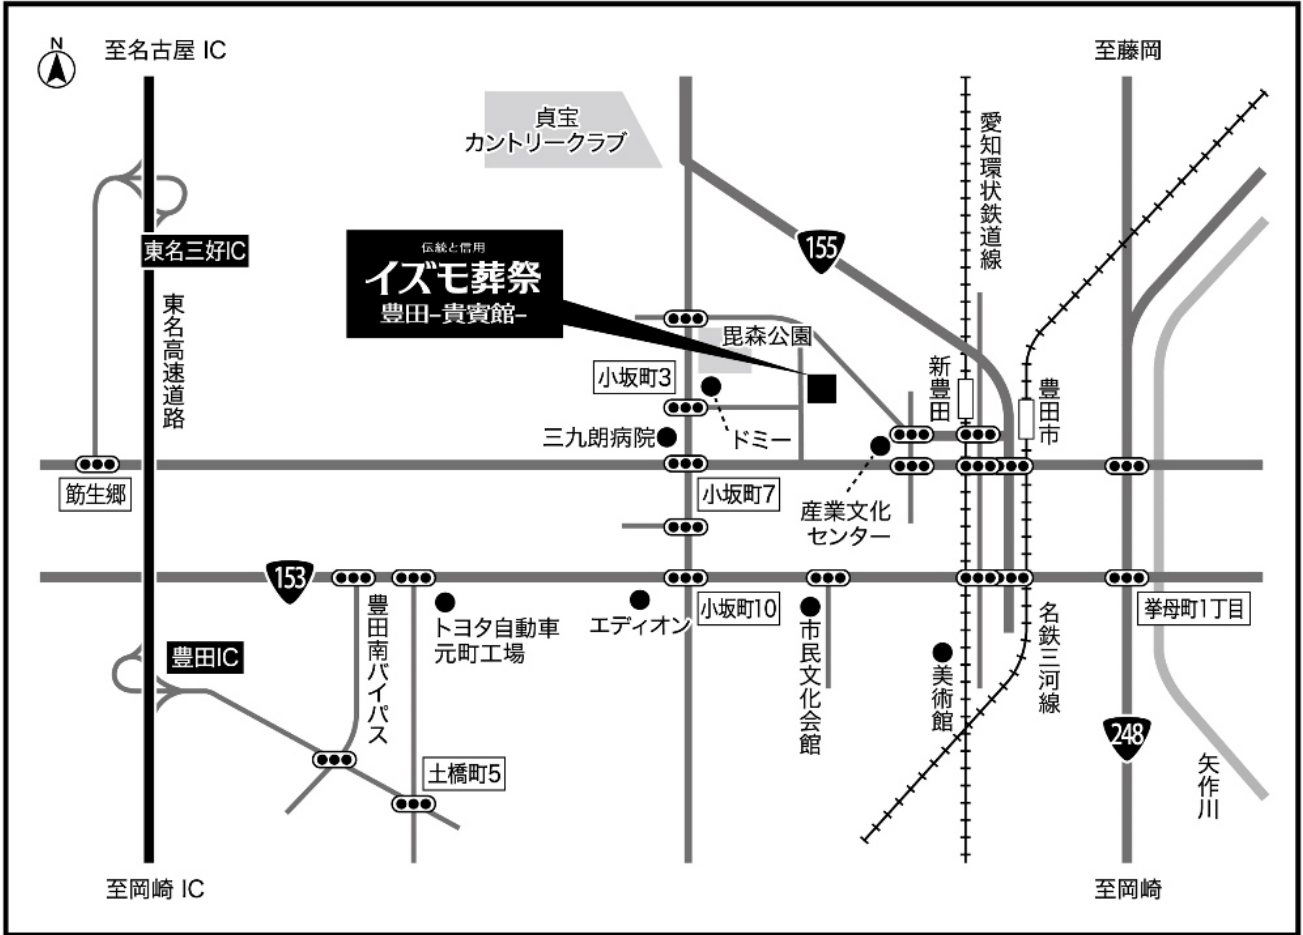 N
至名古屋 IC
至藤岡
貞宝
カントリークラブ
愛知環状鉄道線
155
東名三好IC
伝統と信用
イズモ葬祭
豊田–貴賓館–
東名高速道路
毘森公園
小坂町3
新豊田
豊田市
三九朗病院
ドミー
筋生郷
小坂町7
産業文化
センター
153
豊田南バイパス
トヨタ自動車
元町工場
エディオン
小坂町10
市民文化会館
名鉄三河線
挙母町1丁目
豊田IC
美術館
248
土橋町5
矢作川
至岡崎 IC
至岡崎